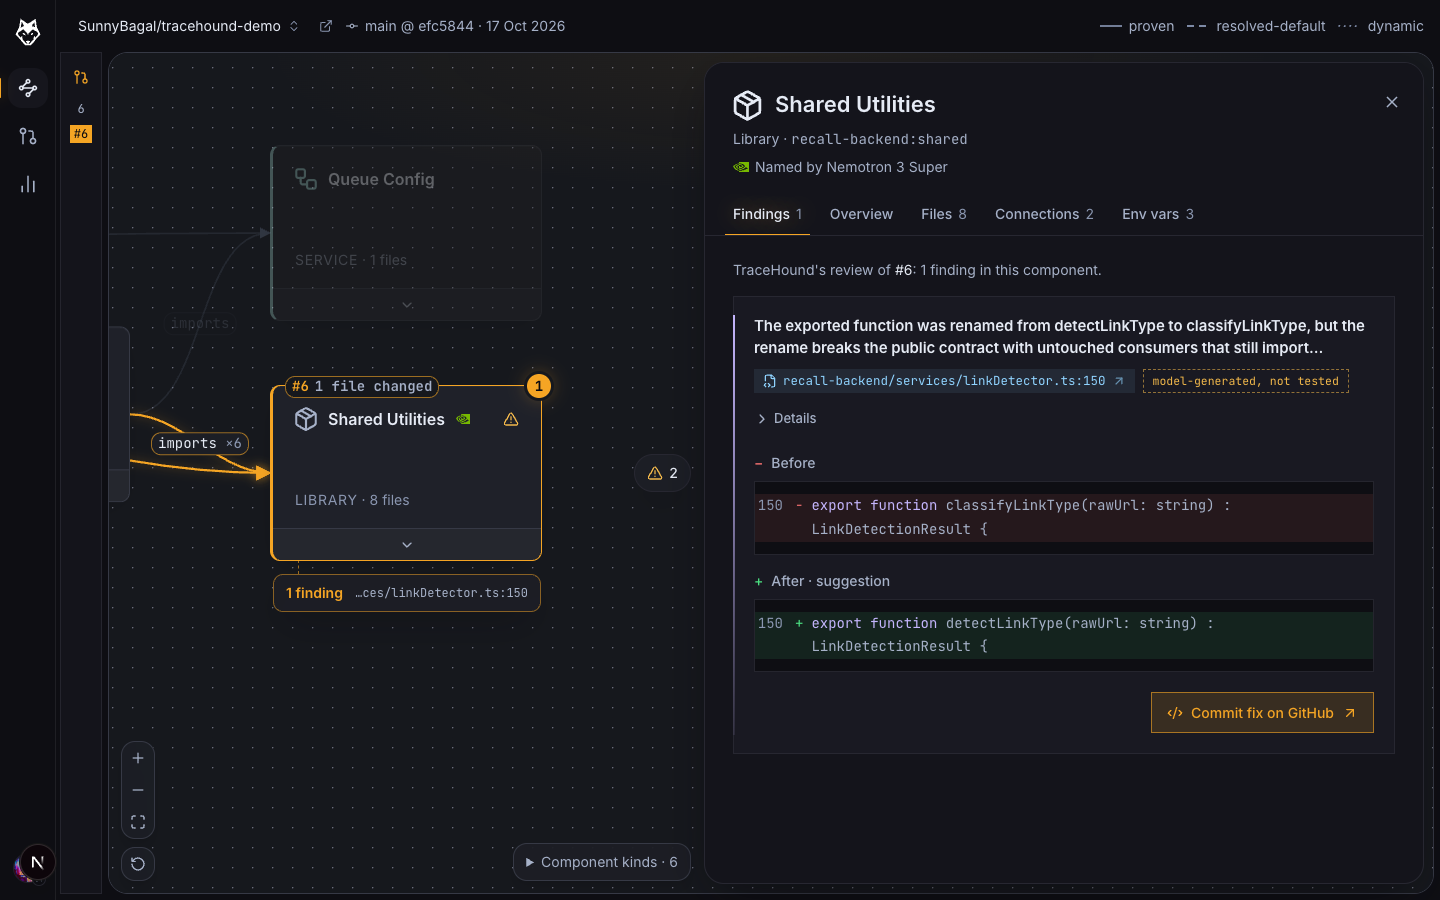 SunnyBagal/tracehound-demo
main @ efc5844 · 17 Oct 2026
proven
resolved-default
dynamic
6
#6
Queue Config
SERVICE · 1 files
imports
#6 1 file changed
1
Shared Utilities
LIBRARY · 8 files
imports ×6
1 finding …ces/linkDetector.ts:150
2
Component kinds · 6
N
Shared Utilities
Library · recall-backend:shared
Named by Nemotron 3 Super
Findings 1
Overview
Files 8
Connections 2
Env vars 3
TraceHound's review of #6: 1 finding in this component.
The exported function was renamed from detectLinkType to classifyLinkType, but the
rename breaks the public contract with untouched consumers that still import...
recall-backend/services/linkDetector.ts:150
model-generated, not tested
Details
− Before
150 - export function classifyLinkType(rawUrl: string) :
LinkDetectionResult {
+ After · suggestion
150 + export function detectLinkType(rawUrl: string) :
LinkDetectionResult {
Commit fix on GitHub